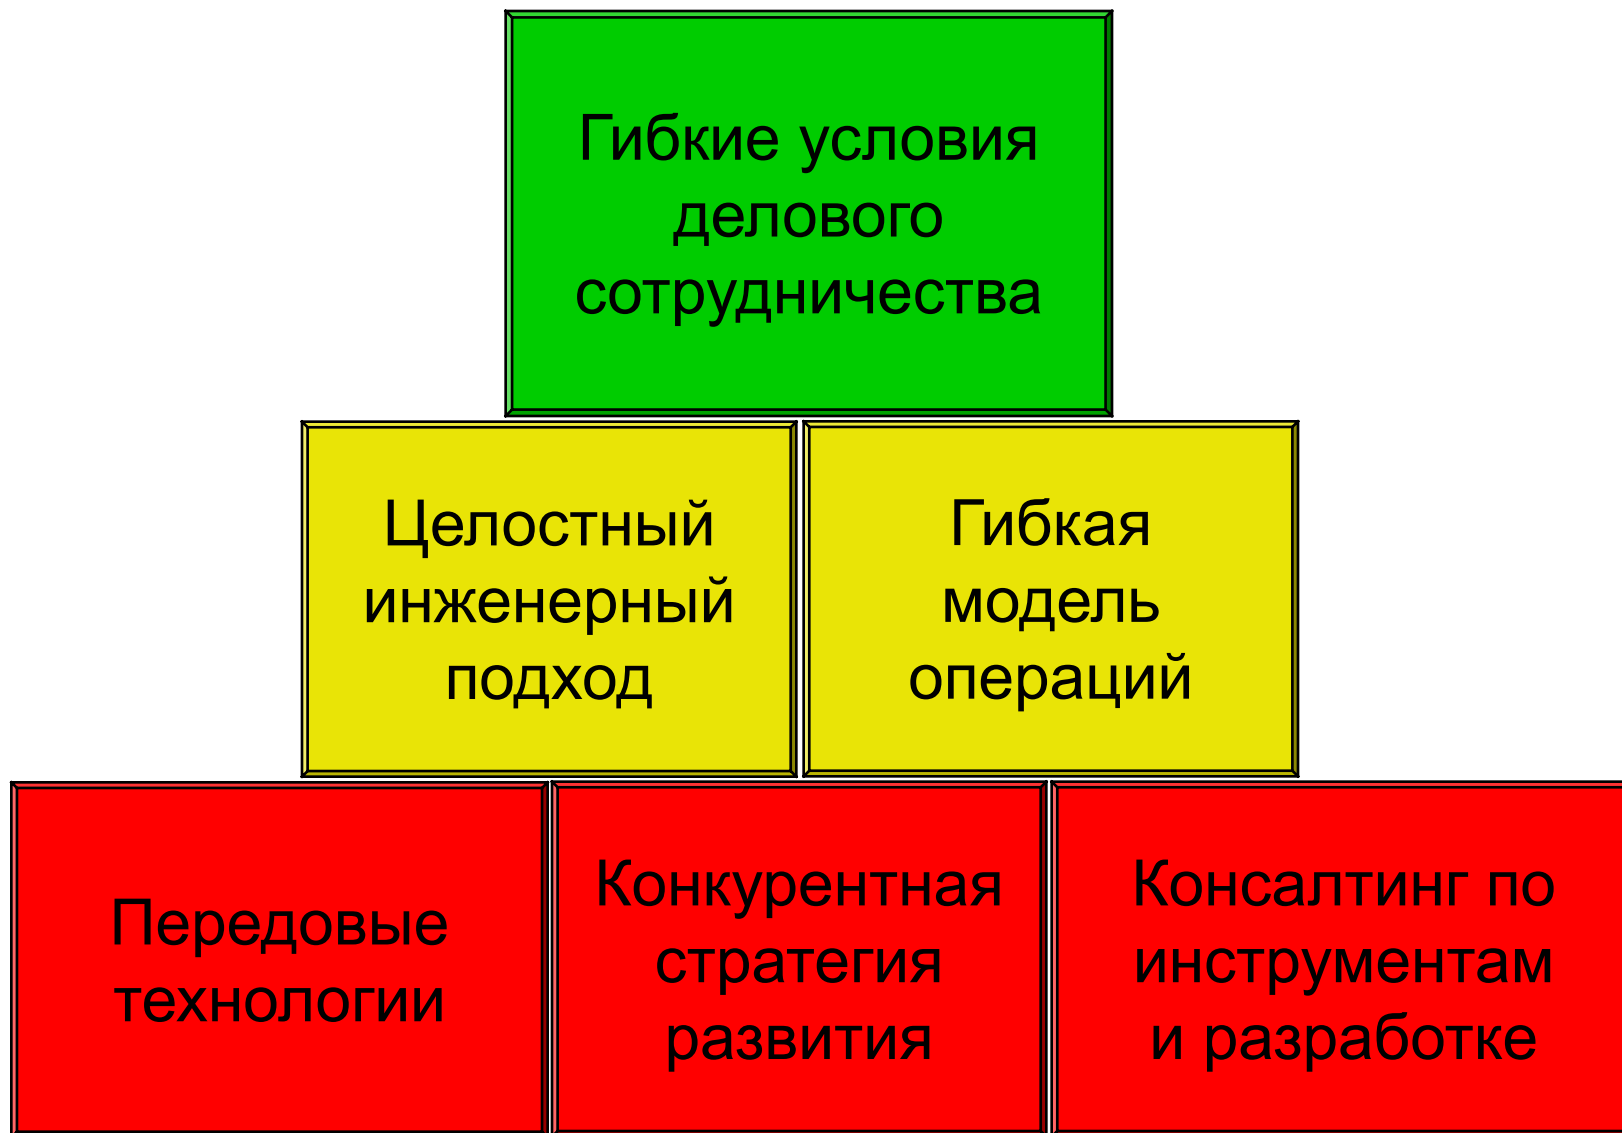 Гибкие условия
делового
сотрудничества
Целостный
инженерный
подход
Гибкая
модель
операций
Передовые
технологии
Конкурентная
стратегия
развития
Консалтинг по
инструментам
и разработке